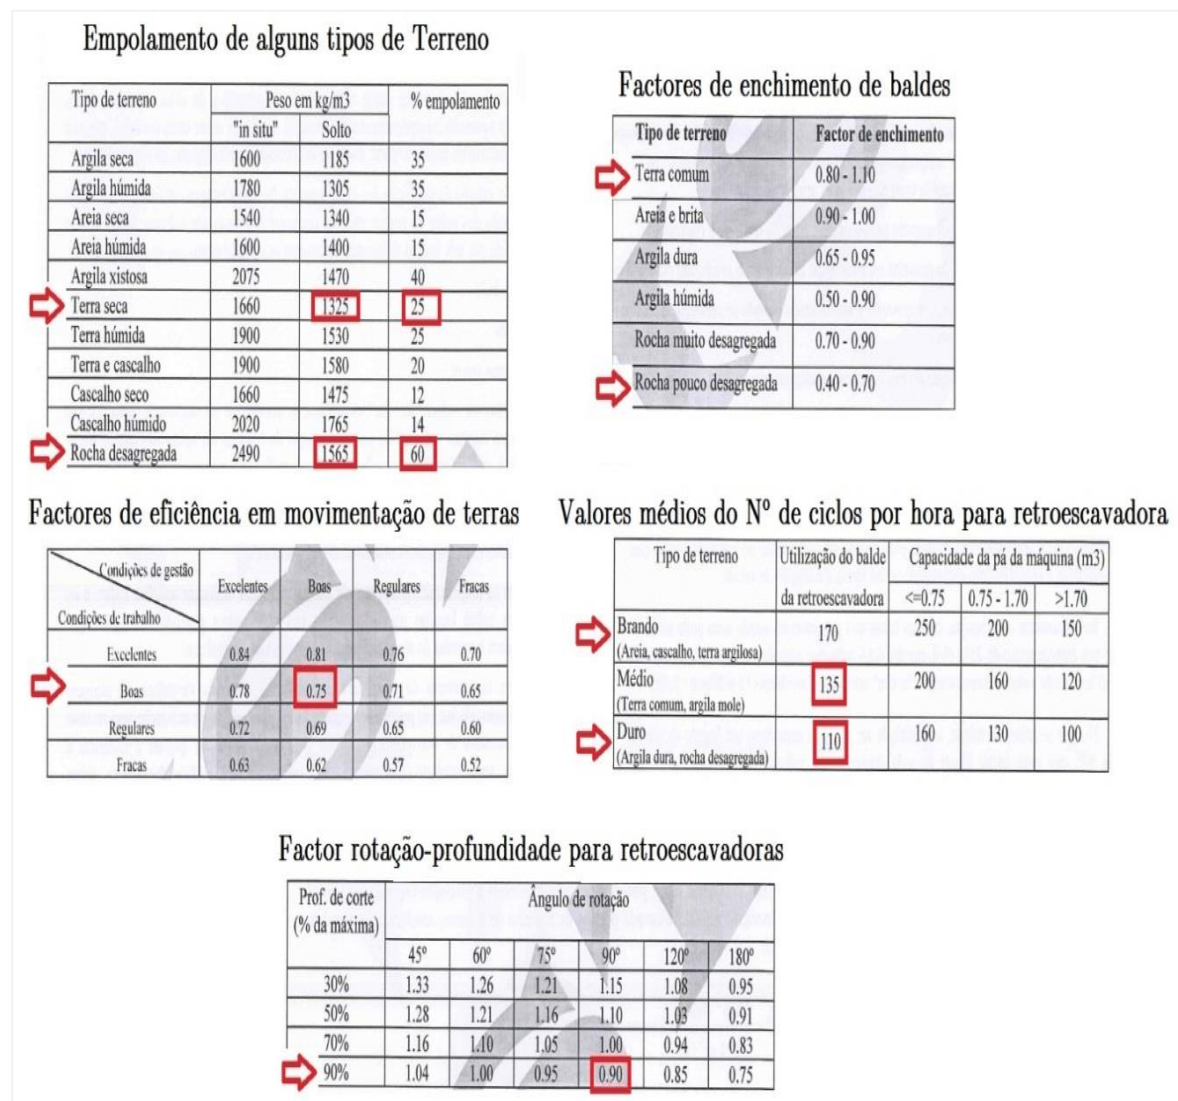 Empolamento de alguns tipos de Terreno
Tipo de terreno Peso em kg/m3 % empolamento
"in situ" Solto
Argila seca 1600 1185 35
Argila húmida 1780 1305 35
Areia seca 1540 1340 15
Areia húmida 1600 1400 15
Argila xistosa 2075 1470 40
Terra seca 1660 1325 25
Terra húmida 1900 1530 25
Terra e cascalho 1900 1580 20
Cascalho seco 1660 1475 12
Cascalho húmido 2020 1765 14
Rocha desagregada 2490 1565 60
Factores de enchimento de baldes
Tipo de terreno Factor de enchimento
Terra comum 0.80 - 1.10
Areia e brita 0.90 - 1.00
Argila dura 0.65 - 0.95
Argila húmida 0.50 - 0.90
Rocha muito desagregada 0.70 - 0.90
Rocha pouco desagregada 0.40 - 0.70
Factores de eficiência em movimentação de terras
Condições de gestão Excelentes Boas Regulares Fracas
Condições de trabalho
Excelentes 0.84 0.81 0.76 0.70
Boas 0.78 0.75 0.71 0.65
Regulares 0.72 0.69 0.65 0.60
Fracas 0.63 0.62 0.57 0.52
Valores médios do Nº de ciclos por hora para retroescavadora
Tipo de terreno Utilização do balde Capacidade da pá da máquina (m3)
da retroescavadora <=0.75 0.75 - 1.70 >1.70
Brando 170 250 200 150
(Areia, cascalho, terra argilosa)
Médio 135 200 160 120
(Terra comum, argila mole)
Duro 110 160 130 100
(Argila dura, rocha desagregada)
Factor rotação-profundidade para retroescavadoras
Prof. de corte Ângulo de rotação
(% da máxima)
45º 60º 75º 90º 120º 180º
30% 1.33 1.26 1.21 1.15 1.08 0.95
50% 1.28 1.21 1.16 1.10 1.03 0.91
70% 1.16 1.10 1.05 1.00 0.94 0.83
90% 1.04 1.00 0.95 0.90 0.85 0.75